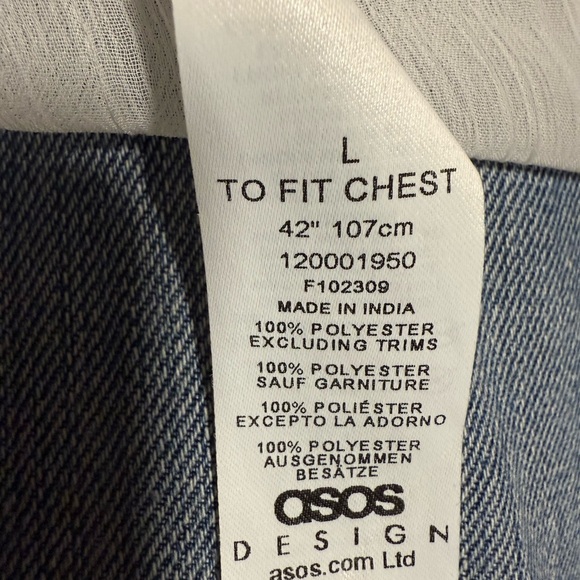 L
TO FIT CHEST
42" 107cm
120001950
F102309
MADE IN INDIA
100% POLYESTER
EXCLUDING TRIMS
100% POLYESTER
SAUF GARNITURE
100% POLIÉSTER
EXCEPTO LA ADORNO
100% POLYESTER
AUSGENOMMEN
BESÄTZE
asos
DESIGN
asos.com Ltd